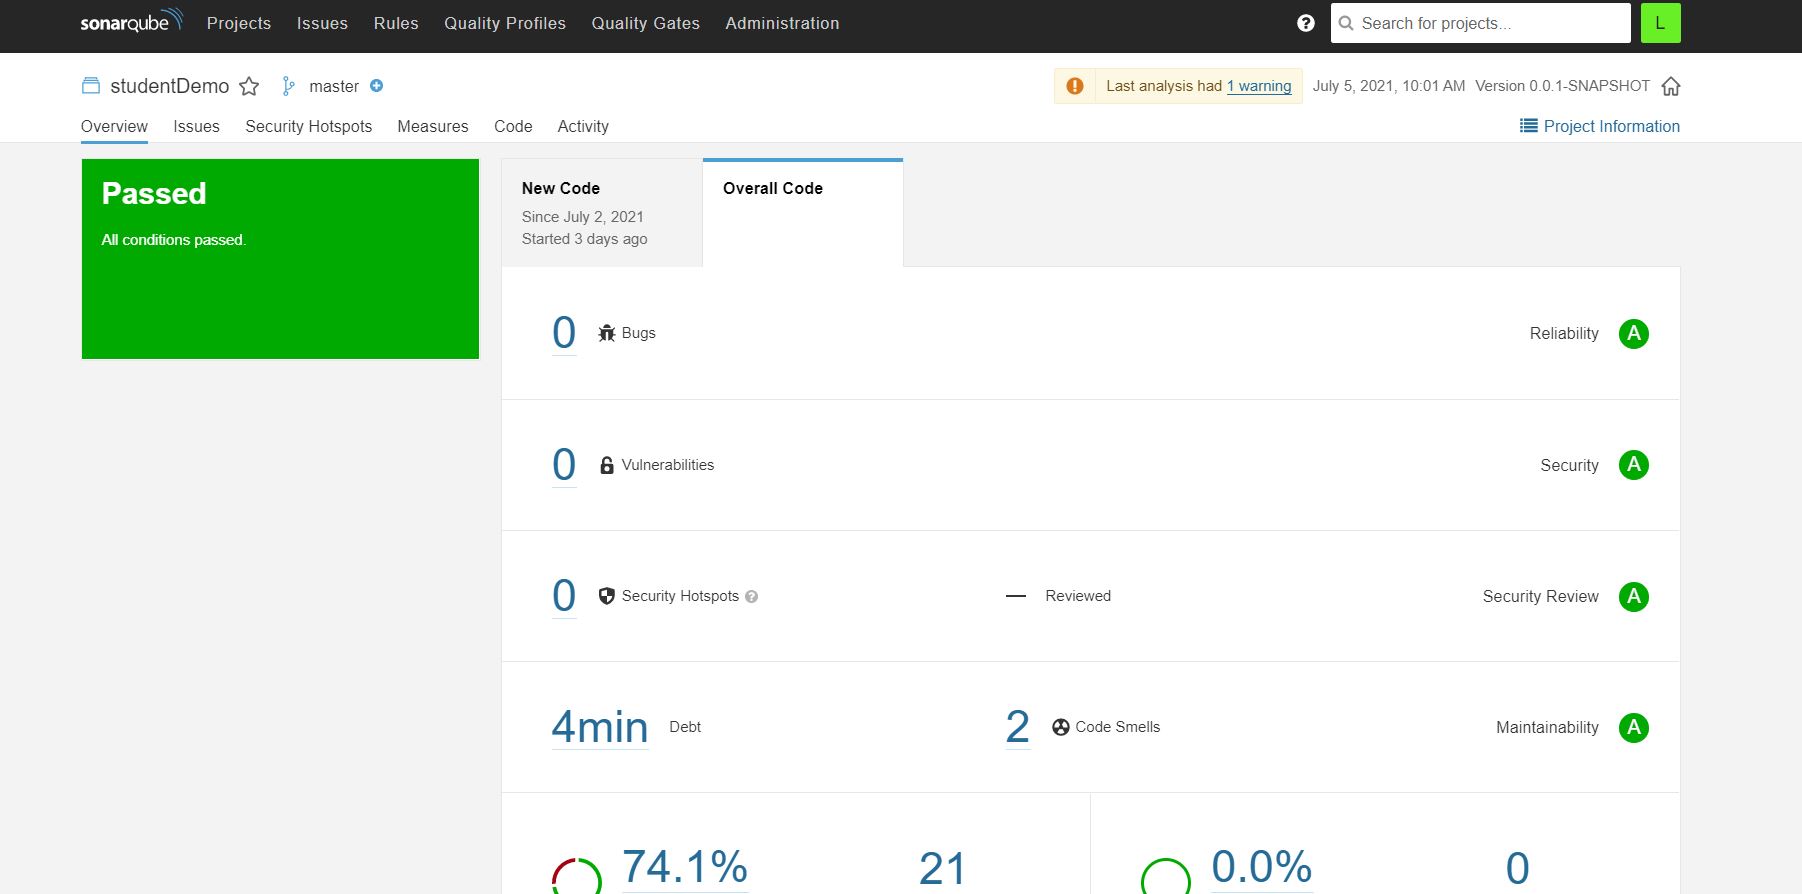 sonarqube Projects Issues Rules Quality Profiles Quality Gates Administration ? Search for projects... L
studentDemo master Last analysis had 1 warning July 5, 2021, 10:01 AM Version 0.0.1-SNAPSHOT
Overview Issues Security Hotspots Measures Code Activity Project Information
Passed
All conditions passed.
New Code
Since July 2, 2021
Started 3 days ago
Overall Code
0 Bugs Reliability A
0 Vulnerabilities Security A
0 Security Hotspots ? — Reviewed Security Review A
4min Debt 2 Code Smells Maintainability A
74.1% 21 0.0% 0